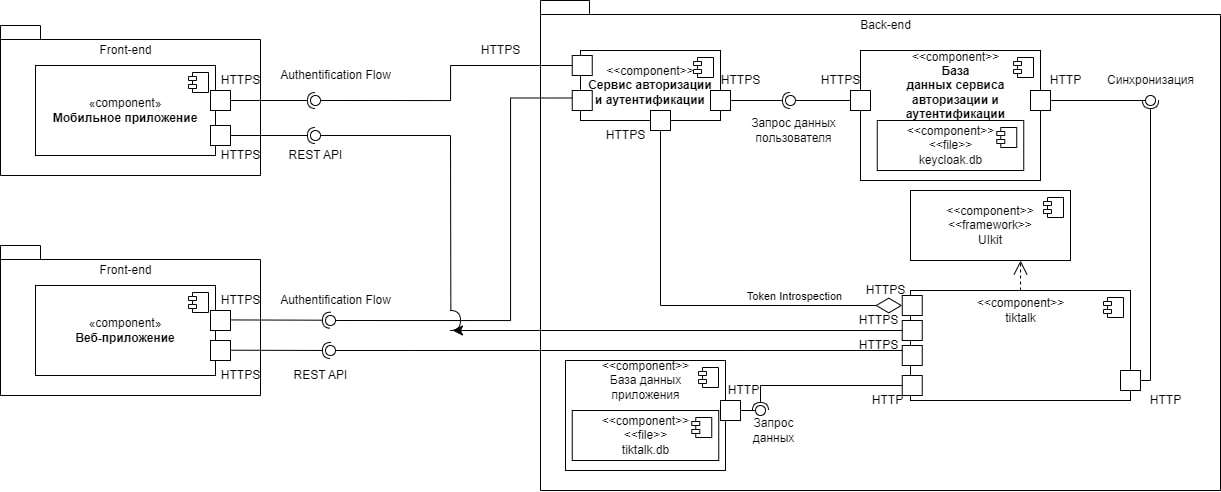 Front-end
HTTPS
«component»
Мобильное приложение
HTTPS
Authentification Flow
REST API
HTTPS
Back-end
<<component>>
Сервис авторизации
и аутентификации
HTTPS
HTTPS
Запрос данных
пользователя
HTTPS
<<component>>
База
данных сервиса
авторизации и
аутентификации
<<component>>
<<file>>
keycloak.db
HTTP
Синхронизация
<<component>>
<<framework>>
UIkit
Front-end
HTTPS
«component»
Веб-приложение
HTTPS
Authentification Flow
REST API
Token Introspection
HTTPS
HTTPS
HTTPS
HTTP
<<component>>
tiktalk
HTTP
<<component>>
База данных
приложения
<<component>>
<<file>>
tiktalk.db
HTTP
Запрос
данных